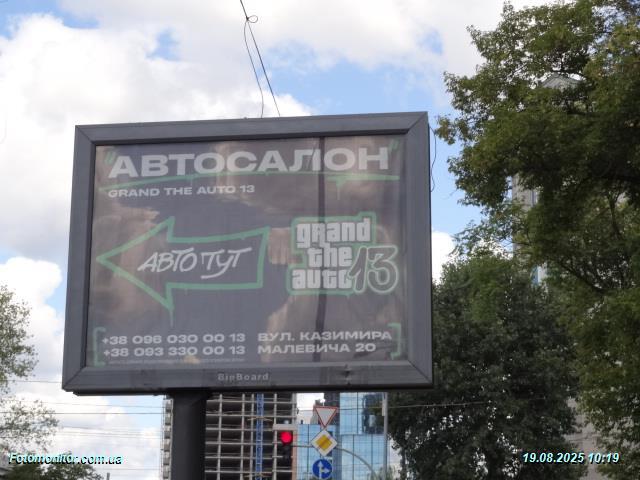 "АВТОСАЛОН"
GRAND THE AUTO 13
АВТО ТУТ
grand
the
auto 13
+38 096 030 00 13 ВУЛ. КАЗИМИРА
+38 093 330 00 13 МАЛЕВИЧА 20
BigBoard
Fotomonitor.com.ua
19.08.2025 10:19